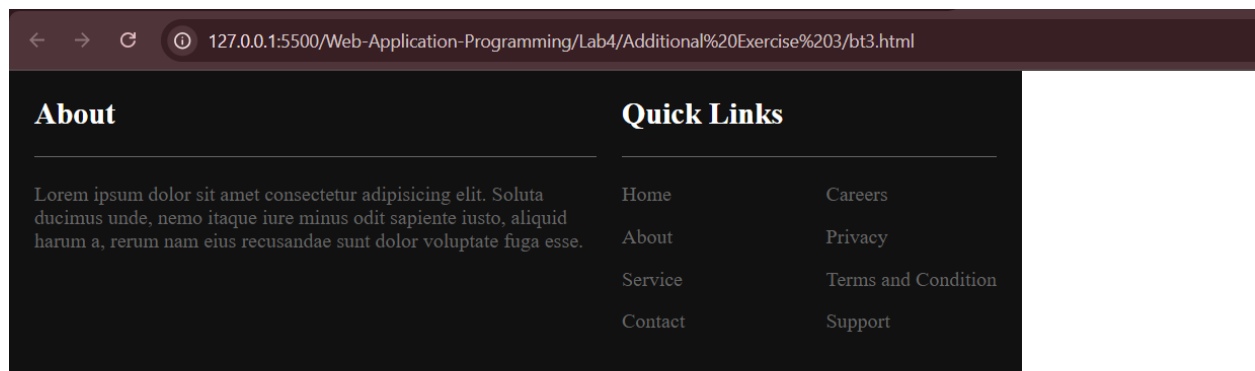 127.0.0.1:5500/Web-Application-Programming/Lab4/Additional%20Exercise%203/bt3.html
About
Lorem ipsum dolor sit amet consectetur adipisicing elit. Soluta
ducimus unde, nemo itaque iure minus odit sapiente iusto, aliquid
harum a, rerum nam eius recusandae sunt dolor voluptate fuga esse.
Quick Links
Home
About
Service
Contact
Careers
Privacy
Terms and Condition
Support